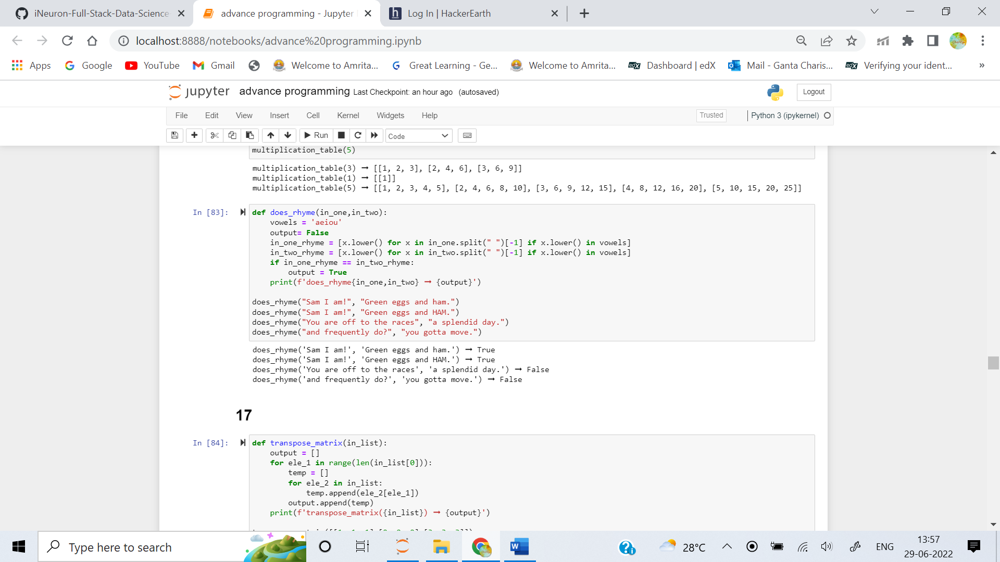 iNeuron-Full-Stack-Data-Science
advance programming - Jupyter
h Log In | HackerEarth
localhost:8888/notebooks/advance%20programming.ipynb
Apps Google YouTube Gmail Welcome to Amrita... Great Learning - Ge... Welcome to Amrita... edX Dashboard | edX Mail - Ganta Charis... edX Verifying your ident... »
jupyter advance programming Last Checkpoint: an hour ago (autosaved) Logout
File Edit View Insert Cell Kernel Widgets Help Trusted Python 3 (ipykernel)
Run Code
multiplication_table(5)
multiplication_table(3) ➞ [[1, 2, 3], [2, 4, 6], [3, 6, 9]]
multiplication_table(1) ➞ [[1]]
multiplication_table(5) ➞ [[1, 2, 3, 4, 5], [2, 4, 6, 8, 10], [3, 6, 9, 12, 15], [4, 8, 12, 16, 20], [5, 10, 15, 20, 25]]
In [83]: def does_rhyme(in_one,in_two):
    vowels = 'aeiou'
    output= False
    in_one_rhyme = [x.lower() for x in in_one.split(" ")[-1] if x.lower() in vowels]
    in_two_rhyme = [x.lower() for x in in_two.split(" ")[-1] if x.lower() in vowels]
    if in_one_rhyme == in_two_rhyme:
        output = True
    print(f'does_rhyme{in_one,in_two} ➞ {output}')
does_rhyme("Sam I am!", "Green eggs and ham.")
does_rhyme("Sam I am!", "Green eggs and HAM.")
does_rhyme("You are off to the races", "a splendid day.")
does_rhyme("and frequently do?", "you gotta move.")
does_rhyme('Sam I am!', 'Green eggs and ham.') ➞ True
does_rhyme('Sam I am!', 'Green eggs and HAM.') ➞ True
does_rhyme('You are off to the races', 'a splendid day.') ➞ False
does_rhyme('and frequently do?', 'you gotta move.') ➞ False
17
In [84]: def transpose_matrix(in_list):
    output = []
    for ele_1 in range(len(in_list[0])):
        temp = []
        for ele_2 in in_list:
            temp.append(ele_2[ele_1])
        output.append(temp)
    print(f'transpose_matrix({in_list}) ➞ {output}')
Type here to search
28°C ENG 13:57
29-06-2022